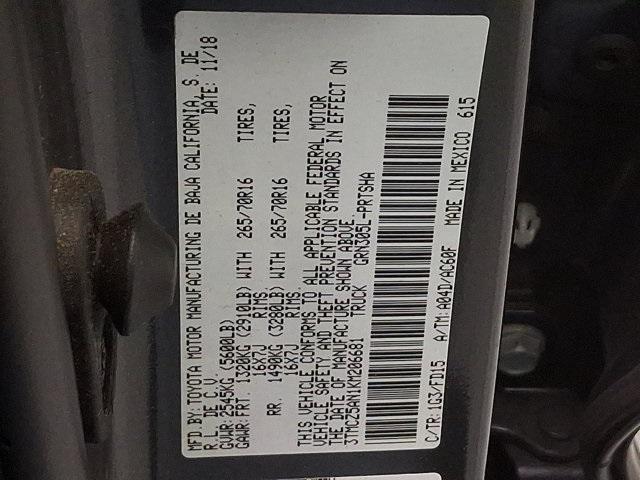 MFD.BY:TOYOTA MOTOR MANUFACTURING DE BAJA CALIFORNIA, S. DE
R.L. DE C.V. DATE: 11/18
GVWR:2545KG (5600LB)
GAWR:FRT. 1320KG (2910LB) WITH 265/70R16 TIRES,
16X7J RIMS
RR. 1490KG (3280LB) WITH 265/70R16 TIRES,
16X7J RIMS.
THIS VEHICLE CONFORMS TO ALL APPLICABLE FEDERAL MOTOR
VEHICLE SAFETY AND THEFT PREVENTION STANDARDS IN EFFECT ON
THE DATE OF MANUFACTURE SHOWN ABOVE.
3TMCZ5AN1KM206681 TRUCK GRN305L-PRTSHA
C/TR:1G3/FD15 A/TM:A04D/AC60F MADE IN MEXICO 615